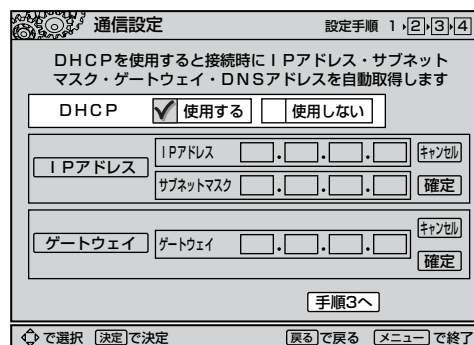 通信設定 設定手順 1 2 3 4
DHCPを使用すると接続時にIPアドレス・サブネット
マスク・ゲートウェイ・DNSアドレスを自動取得します
DHCP 使用する 使用しない
IPアドレス IPアドレス . . . キャンセル
サブネットマスク . . . 確定
ゲートウェイ ゲートウェイ . . . キャンセル
確定
手順3へ
で選択 決定で決定 戻るで戻る メニューで終了